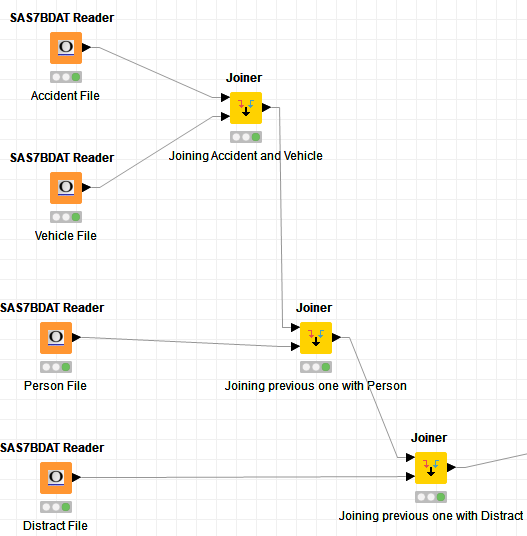 SAS7BDAT Reader
Accident File
Joiner
Joining Accident and Vehicle
SAS7BDAT Reader
Vehicle File
SAS7BDAT Reader
Person File
Joiner
Joining previous one with Person
SAS7BDAT Reader
Distract File
Joiner
Joining previous one with Distract